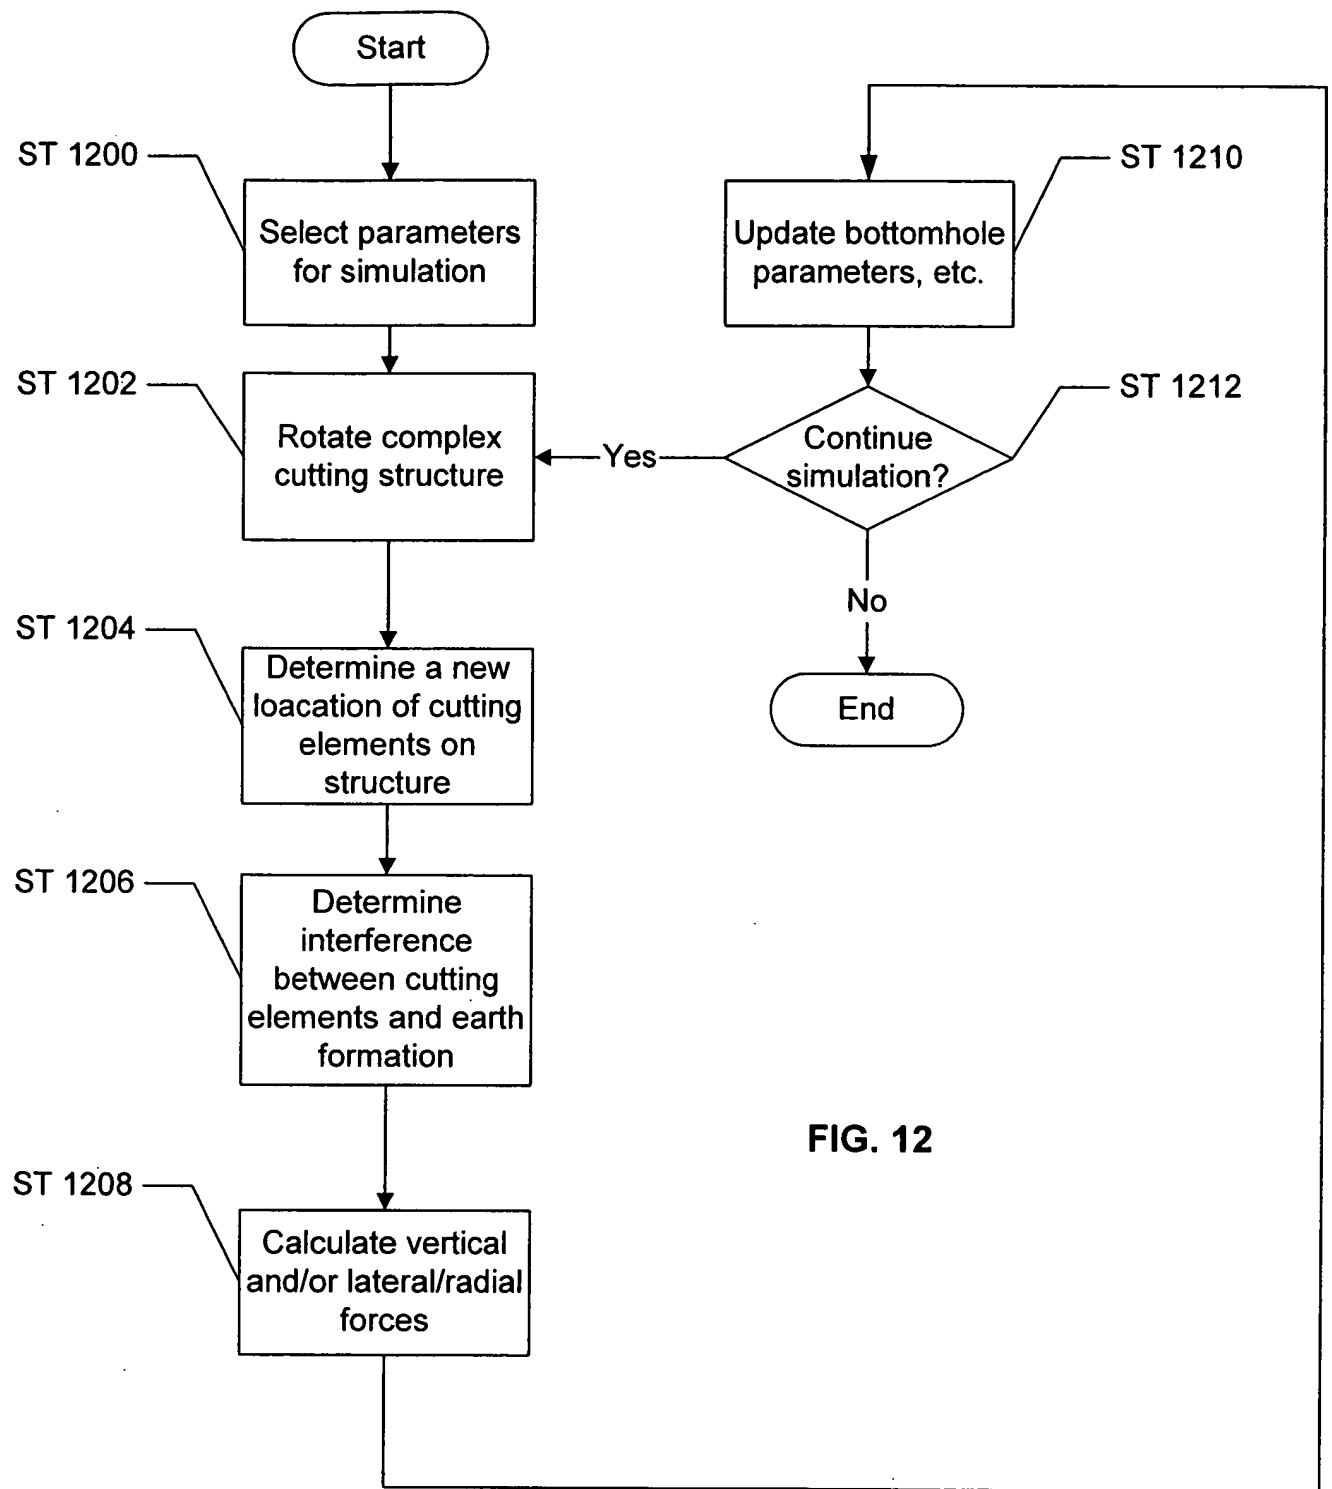 Start
ST 1200
Select parameters
for simulation
ST 1202
Rotate complex
cutting structure
ST 1204
Determine a new
loacation of cutting
elements on
structure
ST 1206
Determine
interference
between cutting
elements and earth
formation
ST 1208
Calculate vertical
and/or lateral/radial
forces
ST 1210
Update bottomhole
parameters, etc.
ST 1212
Continue
simulation?
Yes
No
End
FIG. 12